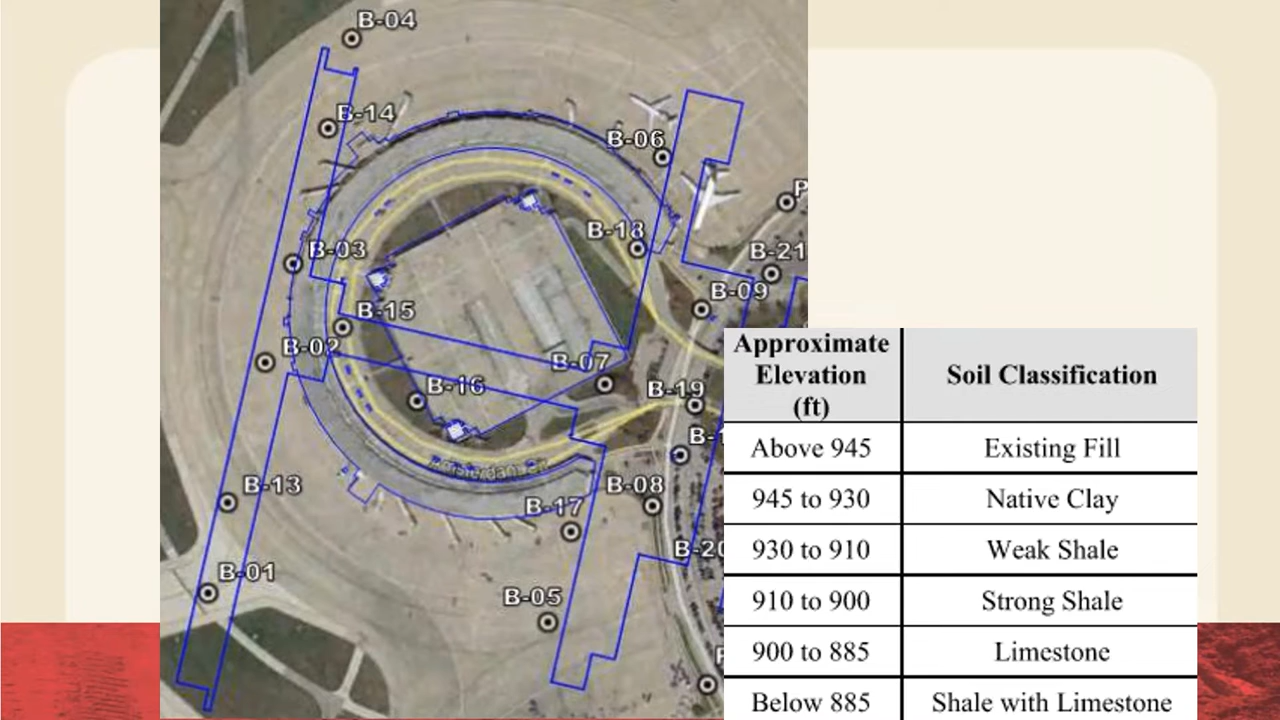 B-04
B-14
B-06
B-18
B-03
B-21
B-09
B-15
B-02
B-07
B-16
B-19
B-13
B-17
B-08
B-01
B-05
Approximate
Elevation
(ft)
Soil Classification
Above 945
Existing Fill
945 to 930
Native Clay
930 to 910
Weak Shale
910 to 900
Strong Shale
900 to 885
Limestone
Below 885
Shale with Limestone